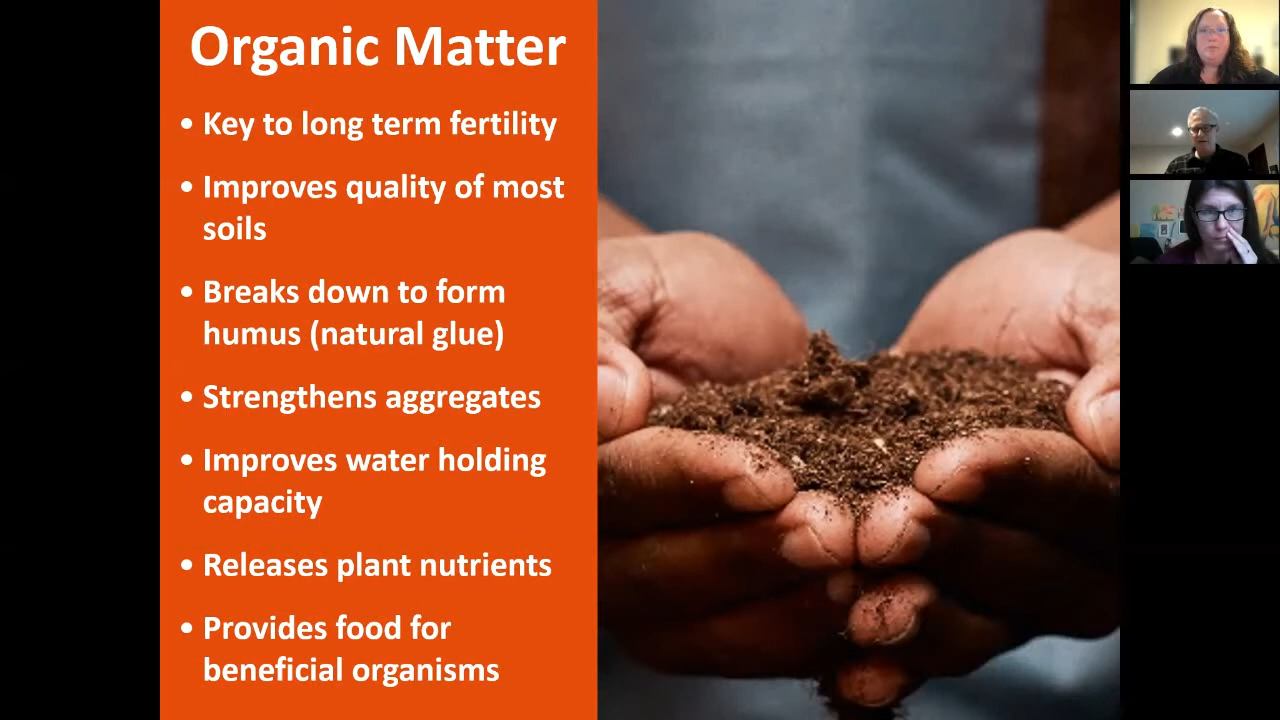 Organic Matter
• Key to long term fertility
• Improves quality of most
soils
• Breaks down to form
humus (natural glue)
• Strengthens aggregates
• Improves water holding
capacity
• Releases plant nutrients
• Provides food for
beneficial organisms